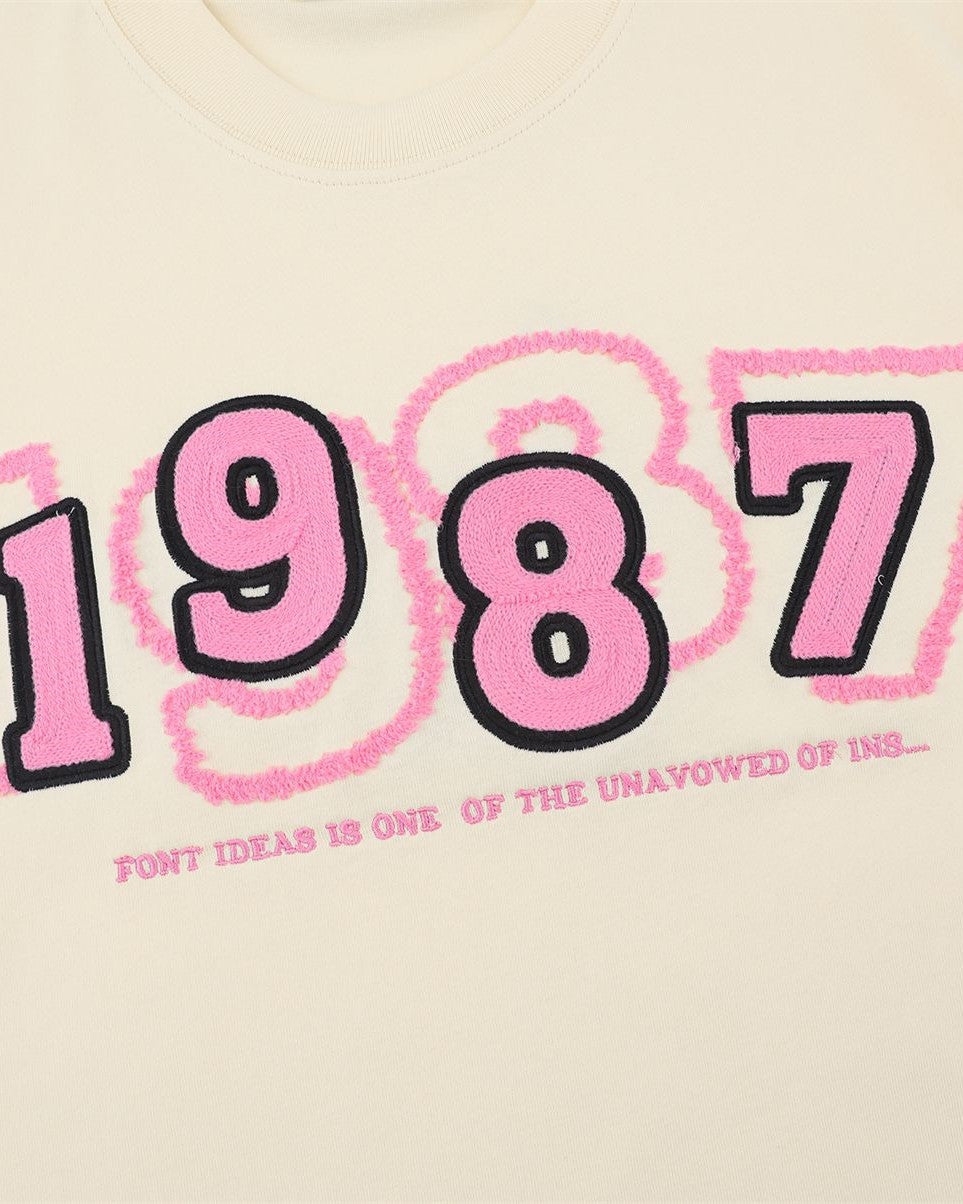 1987
FONT IDEAS IS ONE OF THE UNAVOWED OF INS....